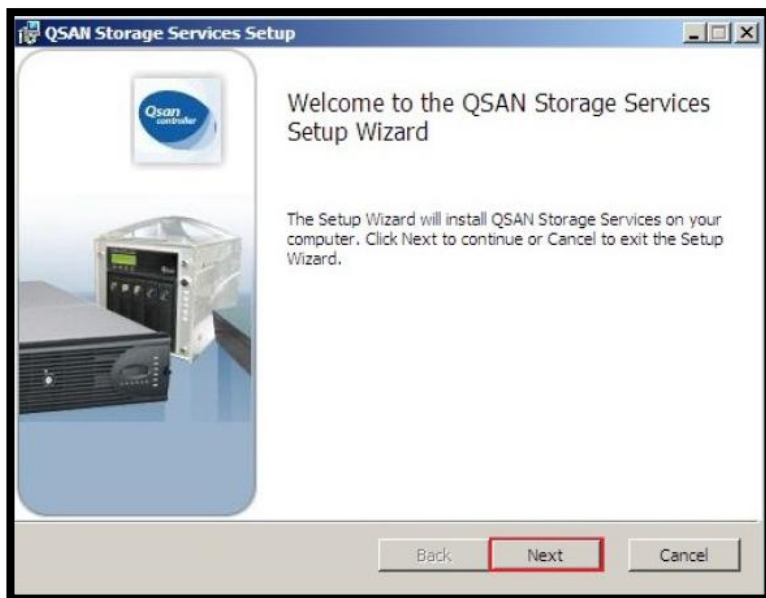 QSAN Storage Services Setup
Qsan
controller
Welcome to the QSAN Storage Services
Setup Wizard
The Setup Wizard will install QSAN Storage Services on your
computer. Click Next to continue or Cancel to exit the Setup
Wizard.
Back
Next
Cancel